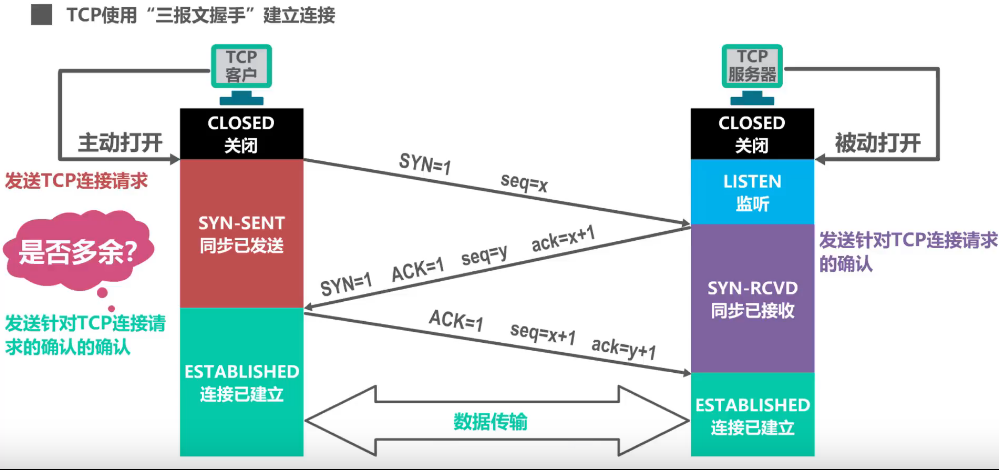 TCP使用“三报文握手”建立连接
TCP
客户
TCP
服务器
CLOSED
关闭
CLOSED
关闭
主动打开
被动打开
发送TCP连接请求
SYN=1 seq=x
LISTEN
监听
SYN-SENT
同步已发送
是否多余?
SYN=1 ACK=1 seq=y ack=x+1
发送针对TCP连接请求
的确认
SYN-RCVD
同步已接收
发送针对TCP连接请
求的确认的确认
ACK=1 seq=x+1 ack=y+1
ESTABLISHED
连接已建立
数据传输
ESTABLISHED
连接已建立